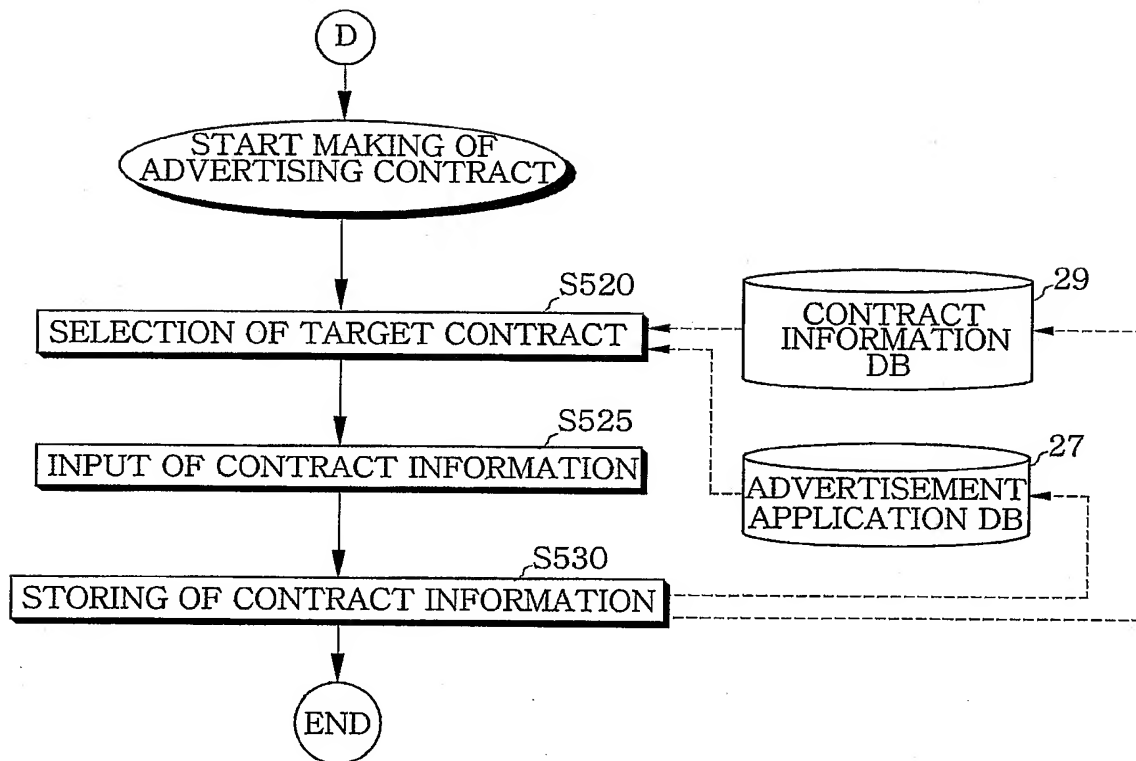 D
START MAKING OF
ADVERTISING CONTRACT
S520
SELECTION OF TARGET CONTRACT
29
CONTRACT
INFORMATION
DB
S525
INPUT OF CONTRACT INFORMATION
27
ADVERTISEMENT
APPLICATION DB
S530
STORING OF CONTRACT INFORMATION
END